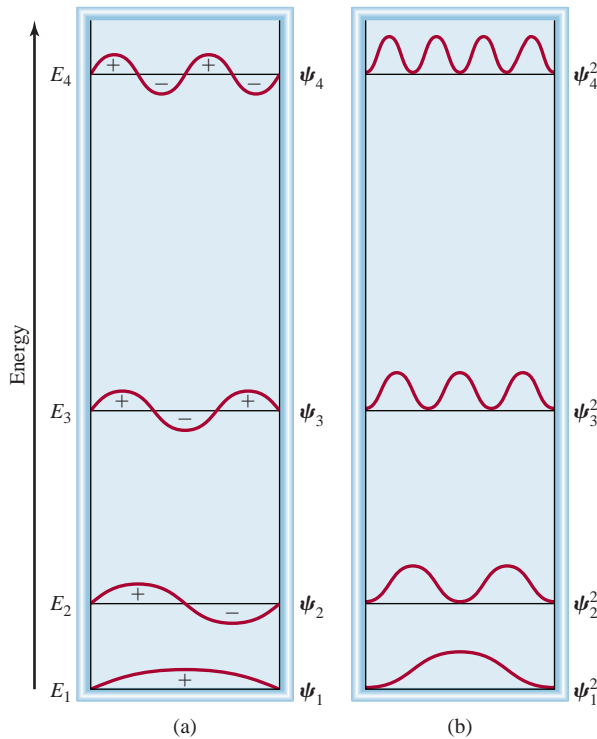 E₄ + − + − ψ₄ ψ₄²
Energy
E₃ + − + ψ₃ ψ₃²
E₂ + − ψ₂ ψ₂²
E₁ + ψ₁ ψ₁²
(a) (b)